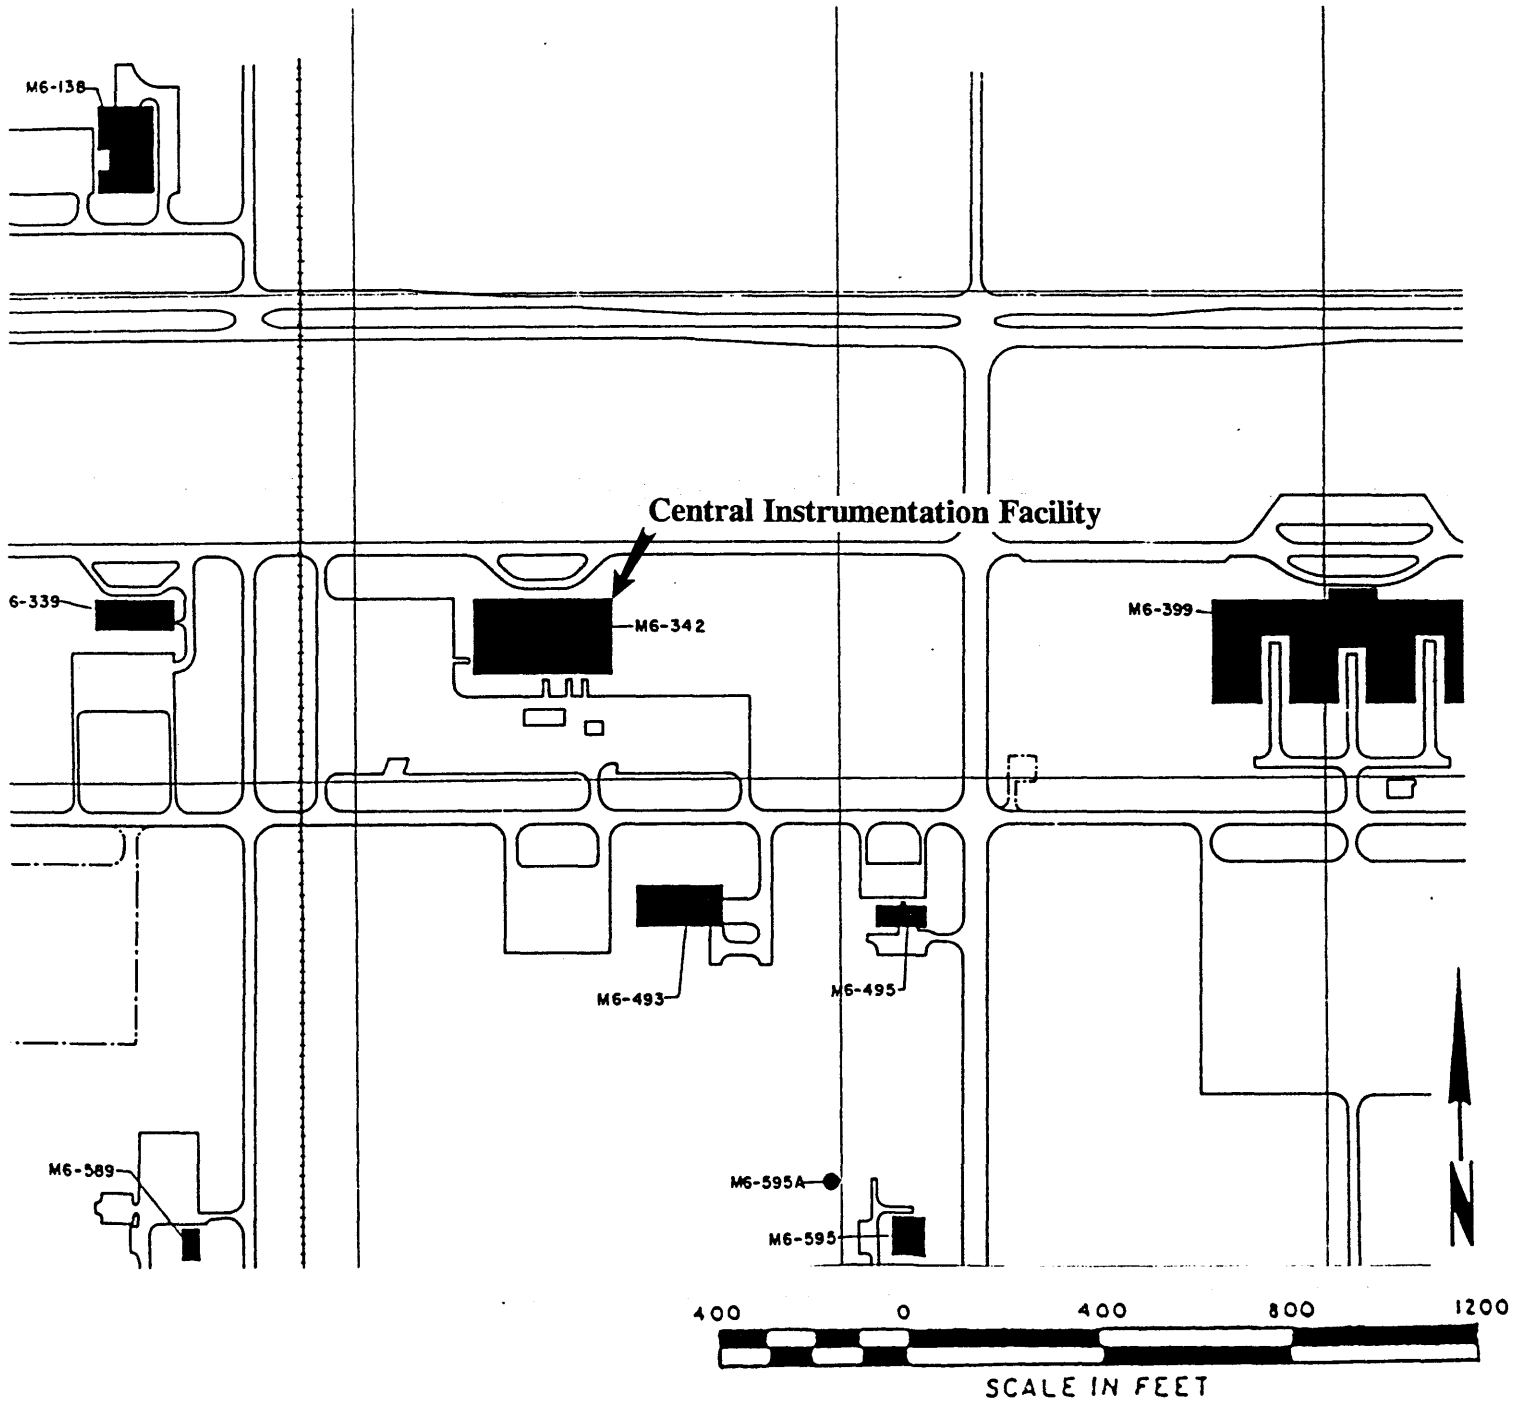 M6-138
Central Instrumentation Facility
6-339
M6-342
M6-399
M6-493
M6-495
M6-589
M6-595A
M6-595
N
400 0 400 800 1200
SCALE IN FEET